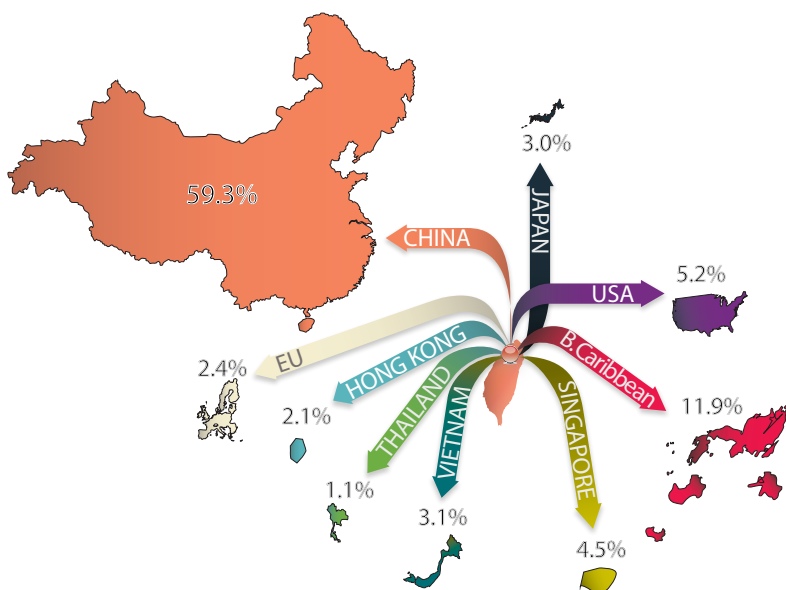 3.0%
59.3%
JAPAN
CHINA
5.2%
USA
EU
HONG KONG
B.Caribbean
2.4%
THAILAND
VIETNAM
SINGAPORE
2.1%
11.9%
1.1%
3.1%
4.5%